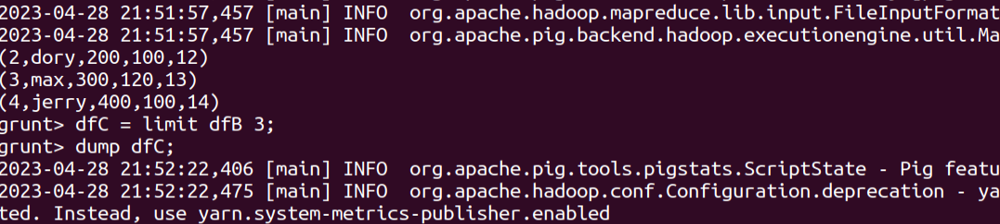 2023-04-28 21:51:57,457 [main] INFO  org.apache.hadoop.mapreduce.lib.input.FileInputFormat
2023-04-28 21:51:57,457 [main] INFO  org.apache.pig.backend.hadoop.executionengine.util.Ma
(2,dory,200,100,12)
(3,max,300,120,13)
(4,jerry,400,100,14)
grunt> dfC = limit dfB 3;
grunt> dump dfC;
2023-04-28 21:52:22,406 [main] INFO  org.apache.pig.tools.pigstats.ScriptState - Pig featu
2023-04-28 21:52:22,475 [main] INFO  org.apache.hadoop.conf.Configuration.deprecation - ya
ted. Instead, use yarn.system-metrics-publisher.enabled